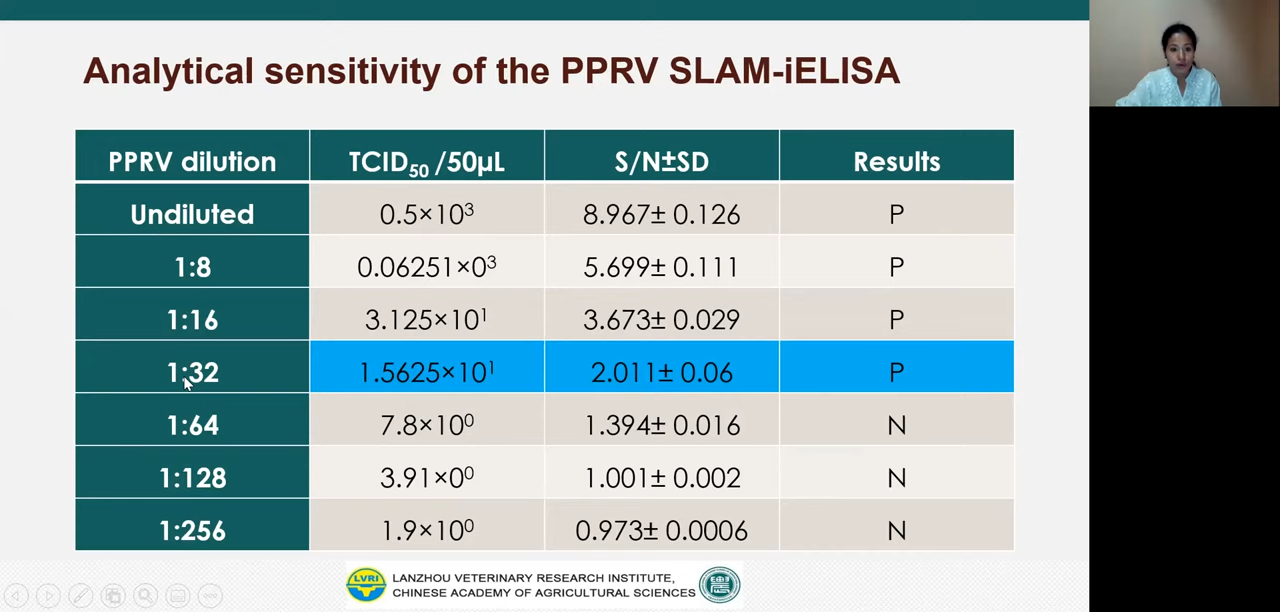 Analytical sensitivity of the PPRV SLAM-iELISA
PPRV dilution TCID₅₀ /50µL S/N±SD Results
Undiluted 0.5×10³ 8.967± 0.126 P
1:8 0.06251×0³ 5.699± 0.111 P
1:16 3.125×10¹ 3.673± 0.029 P
1:32 1.5625×10¹ 2.011± 0.06 P
1:64 7.8×10⁰ 1.394± 0.016 N
1:128 3.91×0⁰ 1.001± 0.002 N
1:256 1.9×10⁰ 0.973± 0.0006 N
LVRI
LANZHOU VETERINARY RESEARCH INSTITUTE,
CHINESE ACADEMY OF AGRICULTURAL SCIENCES